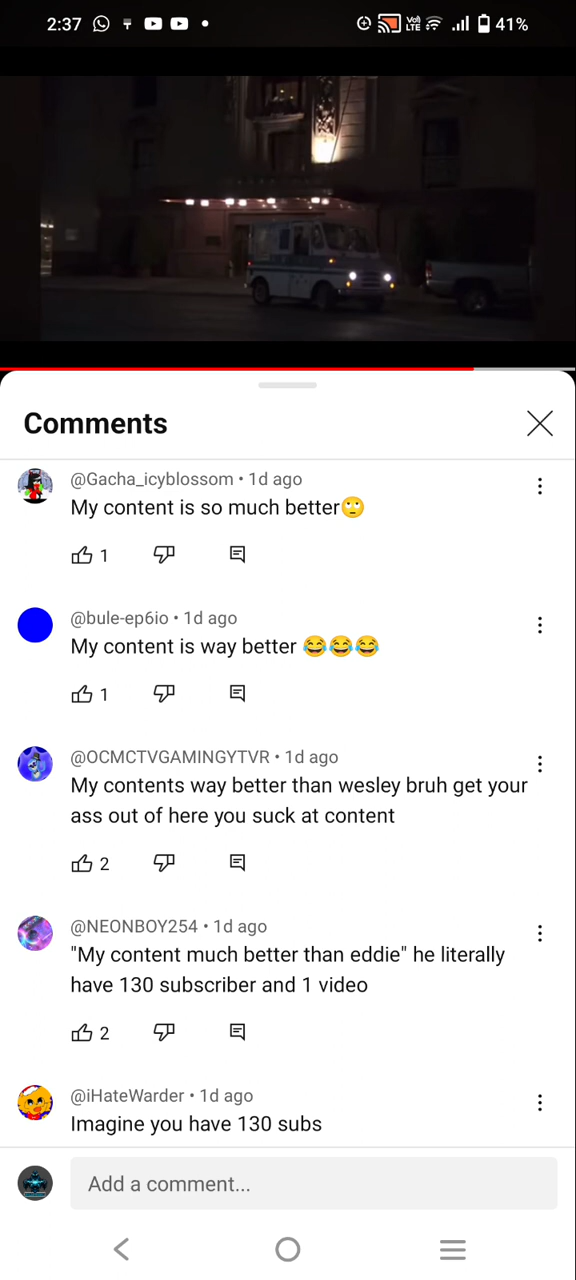 2:37
Vo)
LTE
41%
Comments
@Gacha_icyblossom • 1d ago
My content is so much better🙄
1
@bule-ep6io • 1d ago
My content is way better 😂😂😂
1
@OCMCTVGAMINGYTVR • 1d ago
My contents way better than wesley bruh get your
ass out of here you suck at content
2
@NEONBOY254 • 1d ago
"My content much better than eddie" he literally
have 130 subscriber and 1 video
2
@iHateWarder • 1d ago
Imagine you have 130 subs
Add a comment...